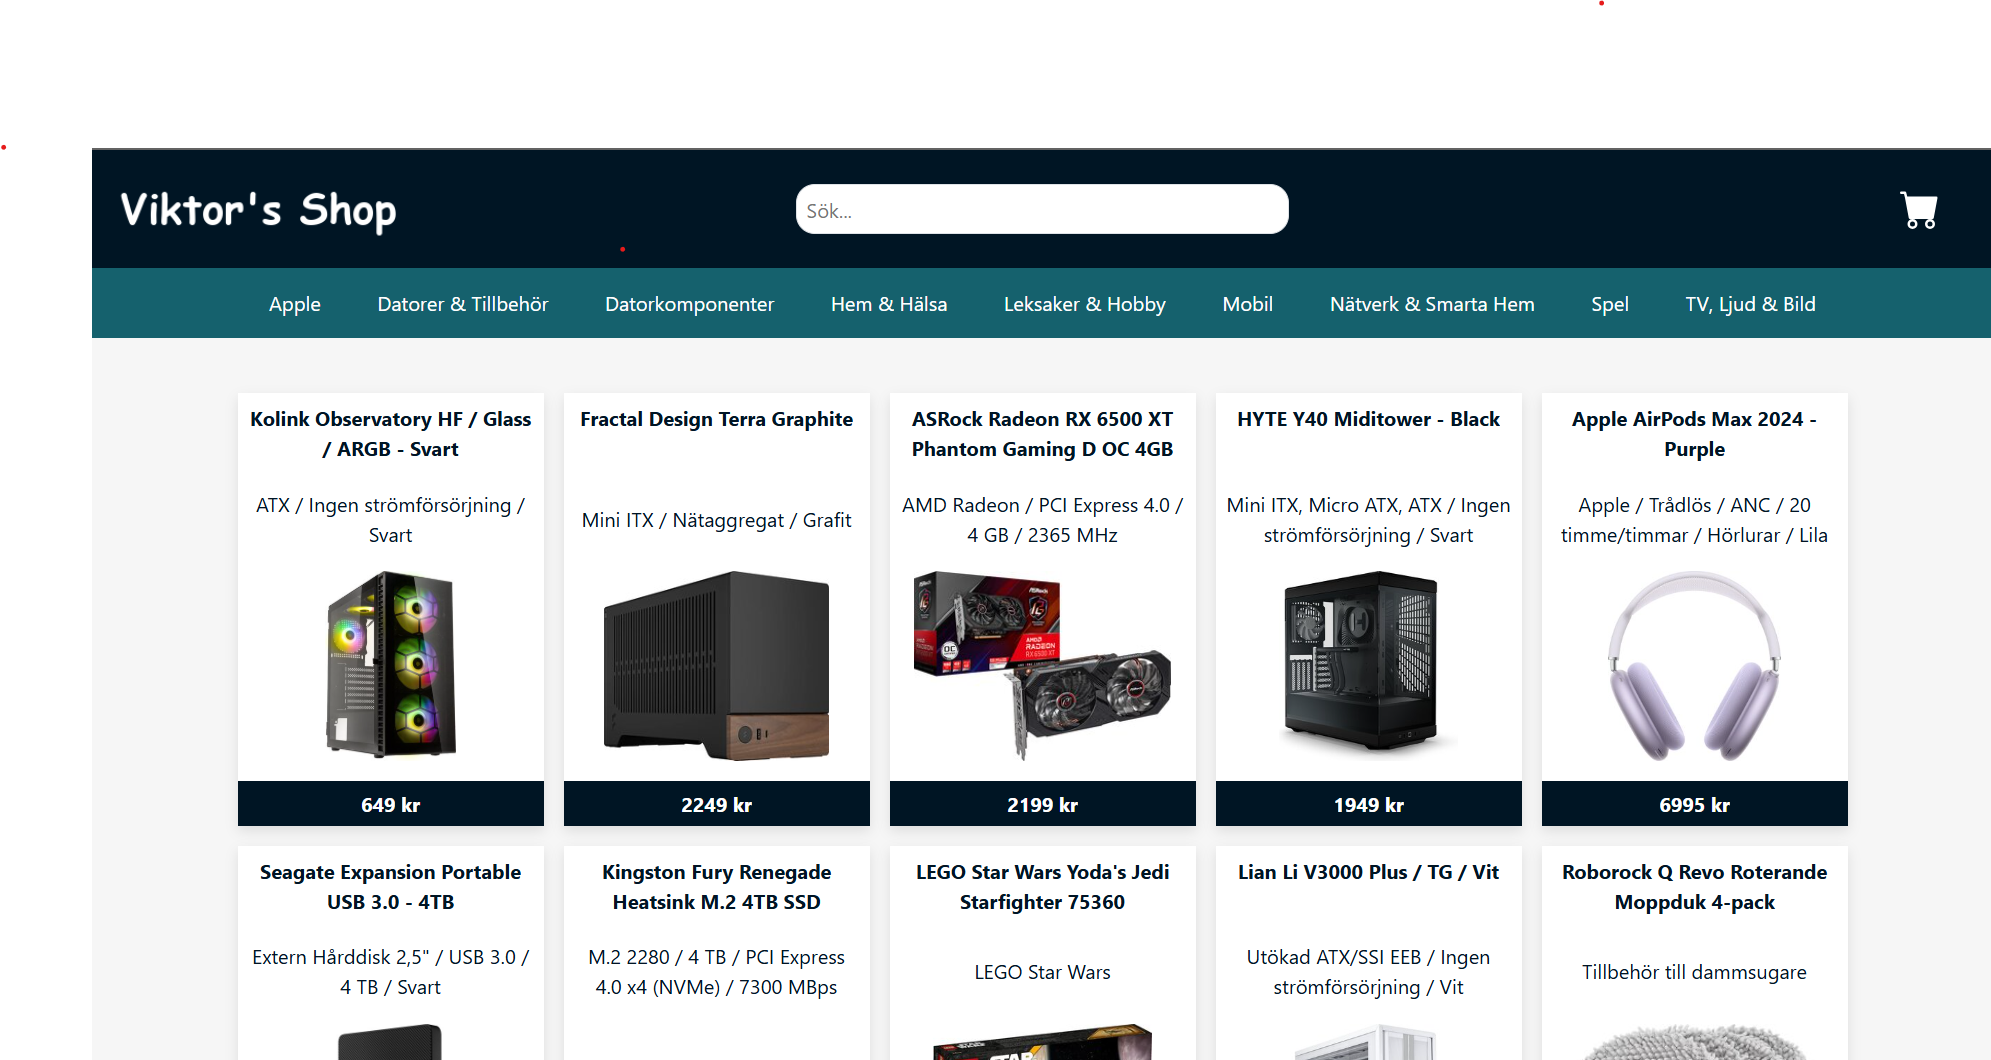 Viktor's Shop
Sök...
Apple
Datorer & Tillbehör
Datorkomponenter
Hem & Hälsa
Leksaker & Hobby
Mobil
Nätverk & Smarta Hem
Spel
TV, Ljud & Bild
Kolink Observatory HF / Glass
/ ARGB - Svart
ATX / Ingen strömförsörjning /
Svart
649 kr
Fractal Design Terra Graphite
Mini ITX / Nätaggregat / Grafit
2249 kr
ASRock Radeon RX 6500 XT
Phantom Gaming D OC 4GB
AMD Radeon / PCI Express 4.0 /
4 GB / 2365 MHz
OC
AMD
RADEON
RX 6500 XT
2199 kr
HYTE Y40 Miditower - Black
Mini ITX, Micro ATX, ATX / Ingen
strömförsörjning / Svart
1949 kr
Apple AirPods Max 2024 -
Purple
Apple / Trådlös / ANC / 20
timme/timmar / Hörlurar / Lila
6995 kr
Seagate Expansion Portable
USB 3.0 - 4TB
Extern Hårddisk 2,5" / USB 3.0 /
4 TB / Svart
Kingston Fury Renegade
Heatsink M.2 4TB SSD
M.2 2280 / 4 TB / PCI Express
4.0 x4 (NVMe) / 7300 MBps
LEGO Star Wars Yoda's Jedi
Starfighter 75360
LEGO Star Wars
STAR
Lian Li V3000 Plus / TG / Vit
Utökad ATX/SSI EEB / Ingen
strömförsörjning / Vit
Roborock Q Revo Roterande
Moppduk 4-pack
Tillbehör till dammsugare